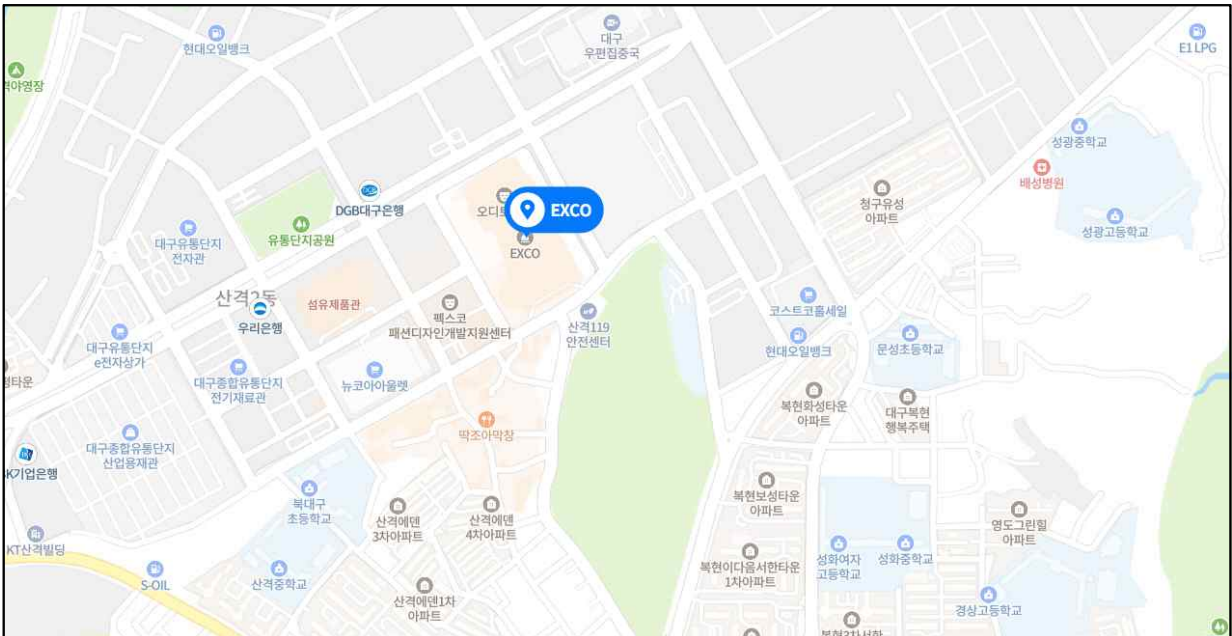 대구
우편집중국
현대오일뱅크
E1 LPG
격야영장
성광중학교
배성병원
DGB대구은행
오디토
EXCO
청구유성
아파트
유통단지공원
대구유통단지
전자관
EXCO
성광고등학교
산격2동
섬유제품관
우리은행
펙스코
패션디자인개발지원센터
산격119
안전센터
코스트코홀세일
현대오일뱅크
문성초등학교
대구유통단지
e전자상가
대구종합유통단지
전기재료관
뉴코아아울렛
형타운
복현화성타운
아파트
대구복현
행복주택
딱조아막창
대구종합유통단지
산업용재관
BK기업은행
북대구
초등학교
산격에덴
3차아파트
산격에덴
4차아파트
복현보성타운
아파트
영도그린힐
아파트
KT산격빌딩
S-OIL
산격중학교
산격에덴1차
아파트
복현이다음서한타운
1차아파트
성화여자
고등학교
성화중학교
경상고등학교
복현3차서한